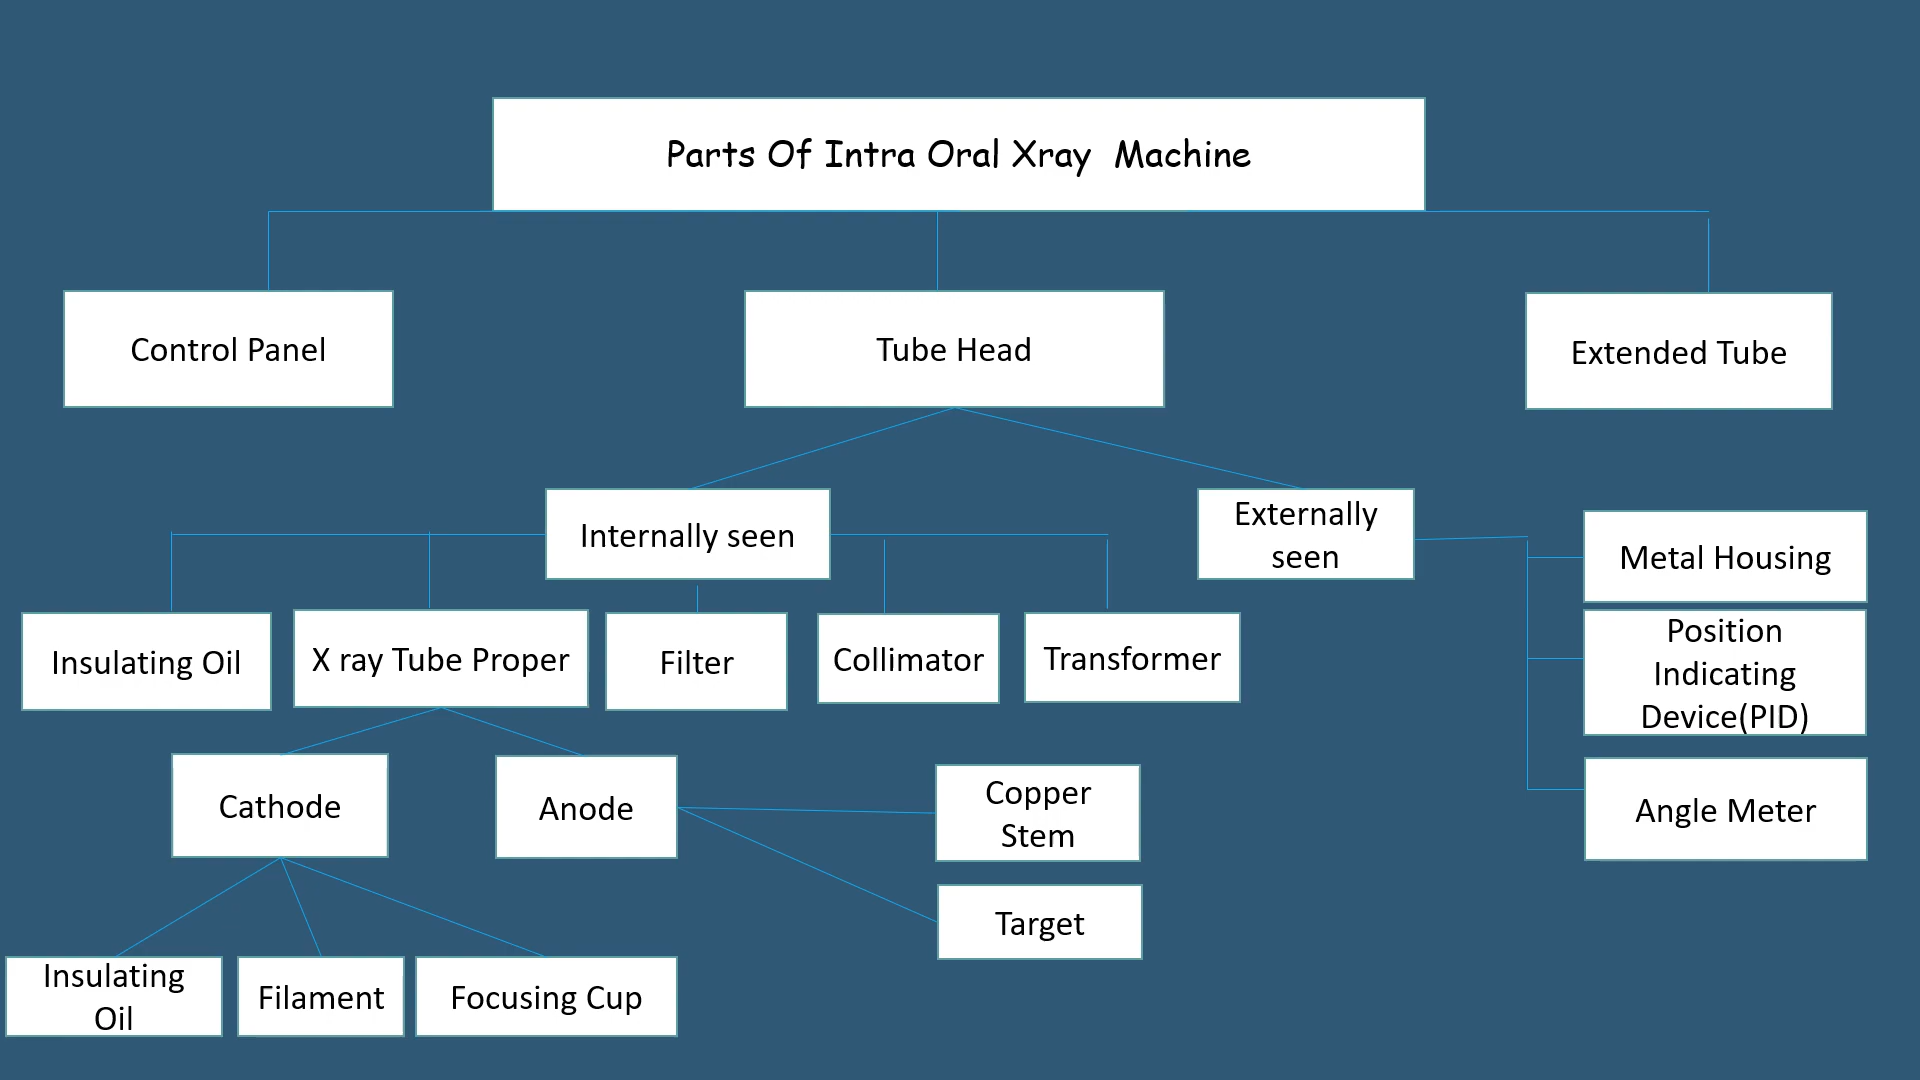 Parts Of Intra Oral Xray  Machine
Control Panel
Tube Head
Extended Tube
Internally seen
Externally
seen
Metal Housing
Position
Indicating
Device(PID)
Angle Meter
Insulating Oil
X ray Tube Proper
Filter
Collimator
Transformer
Cathode
Anode
Copper
Stem
Target
Insulating
Oil
Filament
Focusing Cup